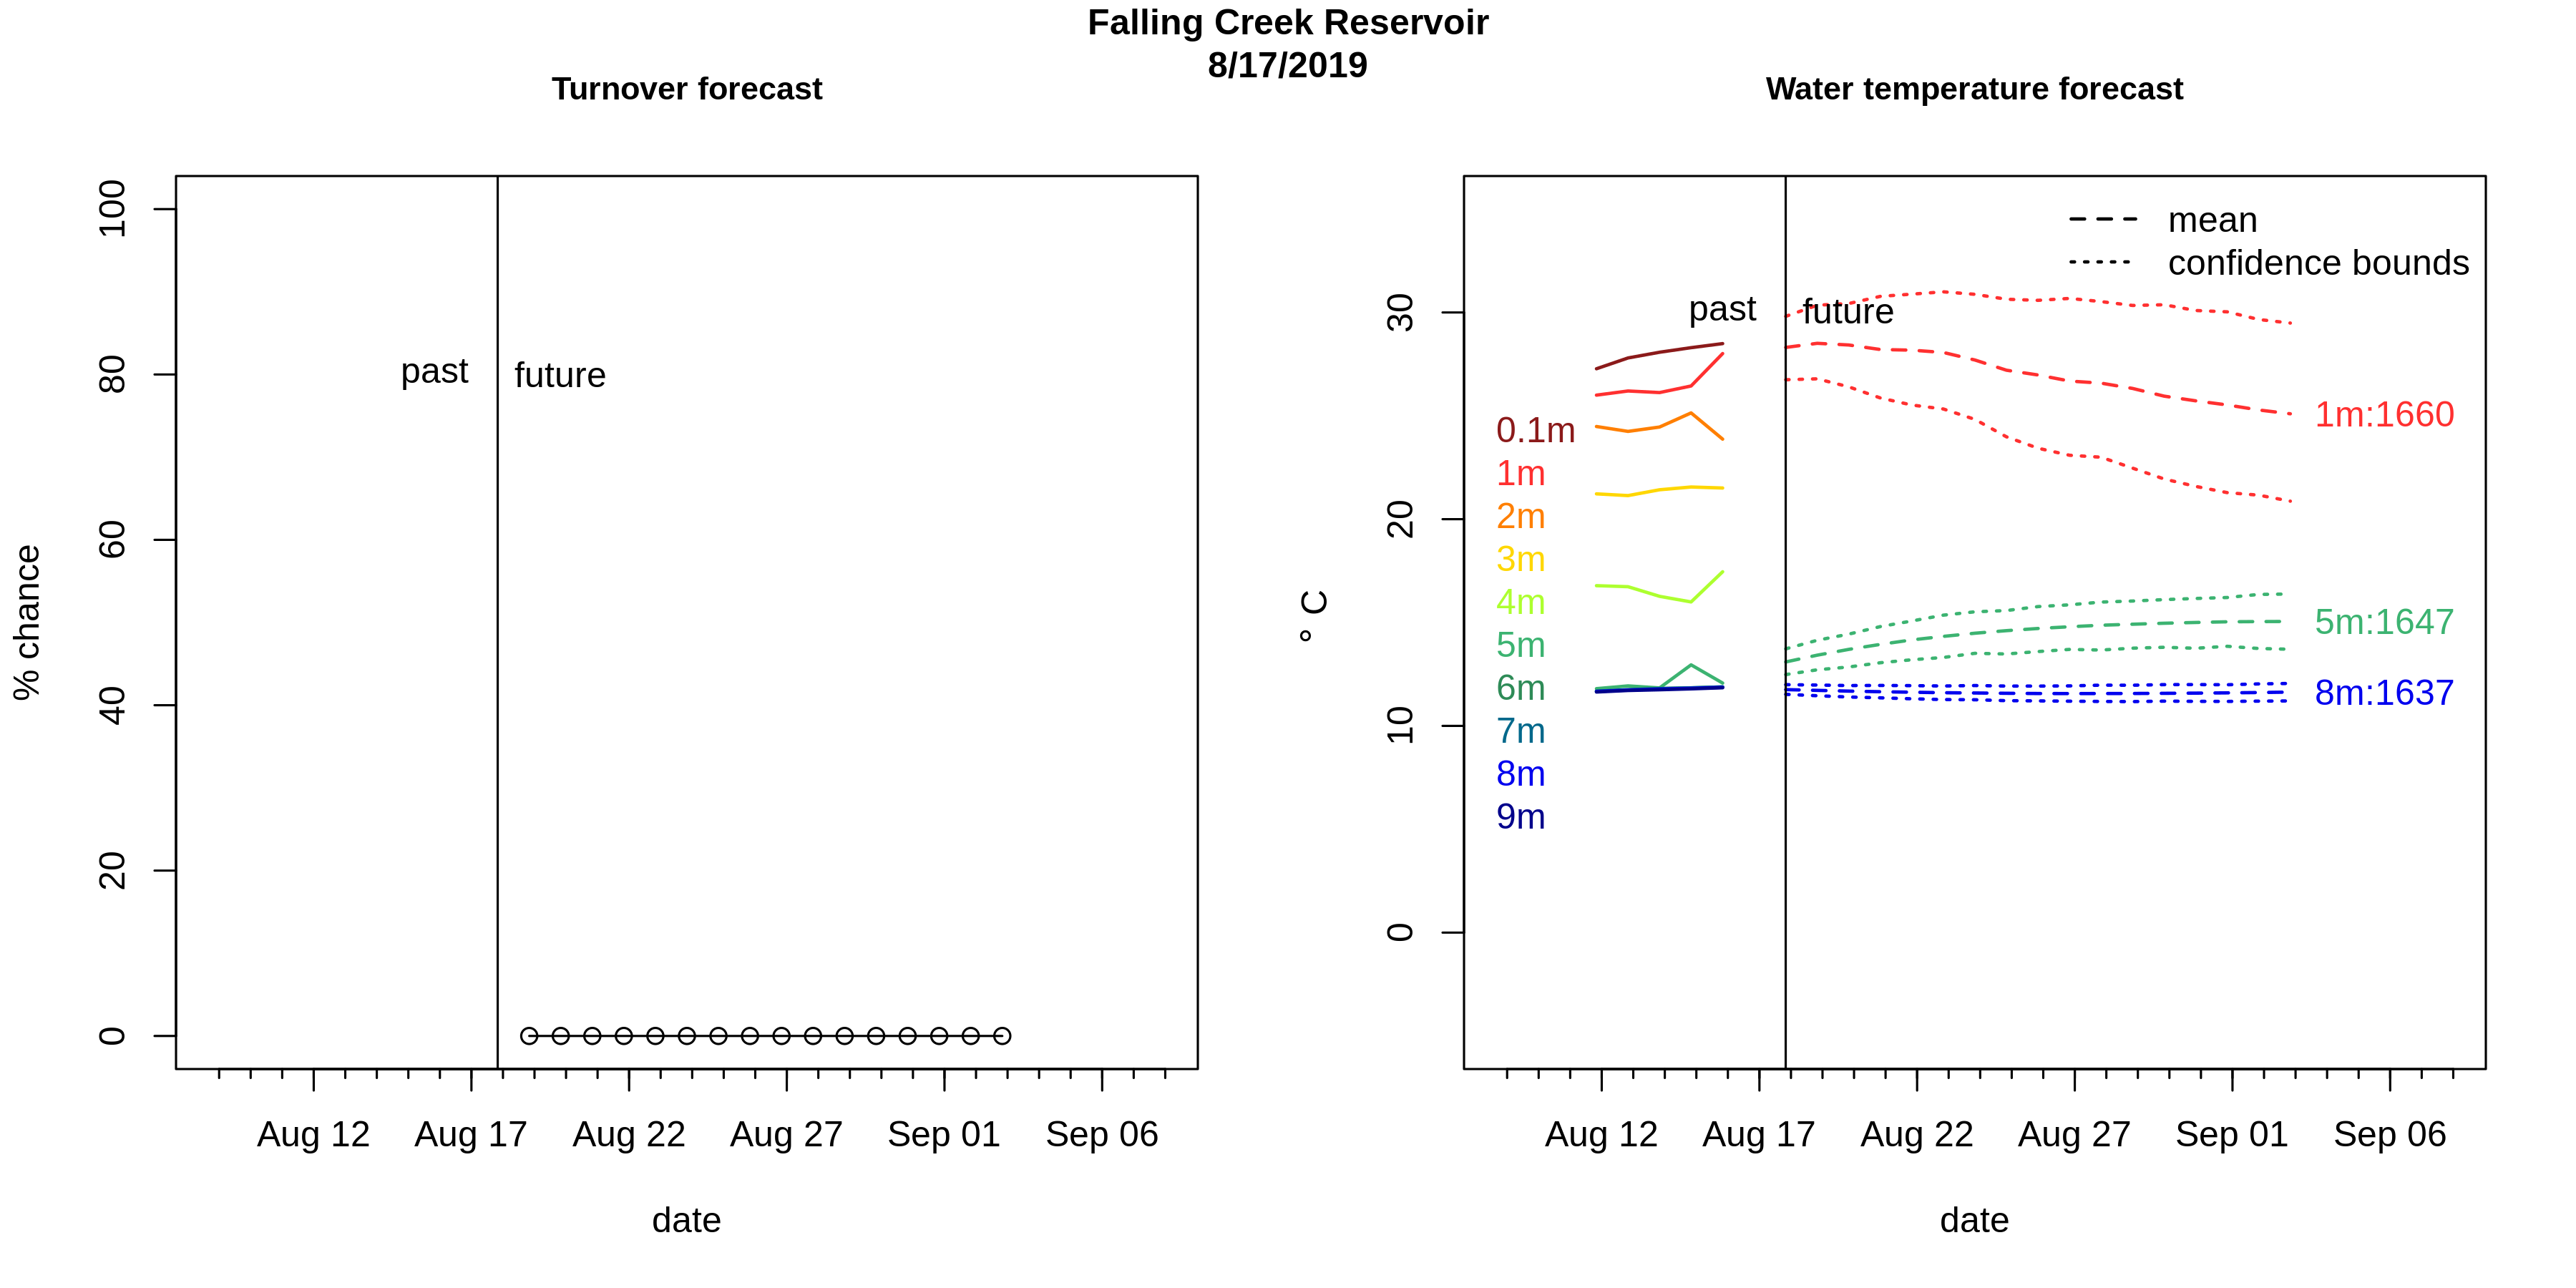 Falling Creek Reservoir
8/17/2019
Turnover forecast
% chance
100
80
60
40
20
0
past
future
Aug 12
Aug 17
Aug 22
Aug 27
Sep 01
Sep 06
date
Water temperature forecast
° C
30
20
10
0
mean
confidence bounds
past
future
0.1m
1m
2m
3m
4m
5m
6m
7m
8m
9m
1m:1660
5m:1647
8m:1637
Aug 12
Aug 17
Aug 22
Aug 27
Sep 01
Sep 06
date